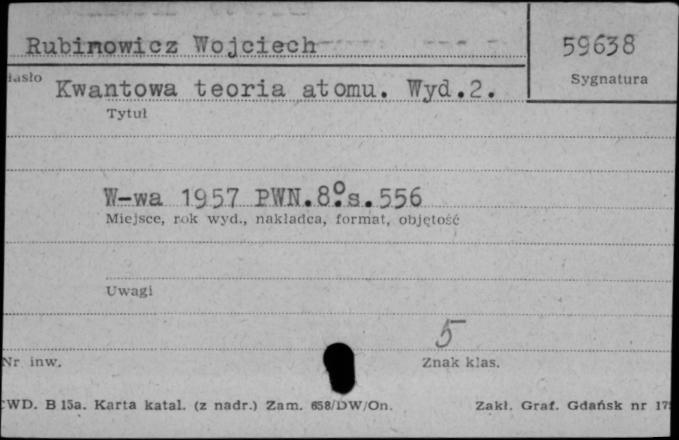 Rubinowicz Wojciech 59638
Hasło Sygnatura
Kwantowa teoria atomu. Wyd.2.
Tytuł
W-wa 1957 PWN.8°.s.556
Miejsce, rok wyd., nakładca, format, objętość
Uwagi
5
Nr inw. Znak klas.
CWD. B 15a. Karta katal. (z nadr.) Zam. 658/DW/On. Zakł. Graf. Gdańsk nr